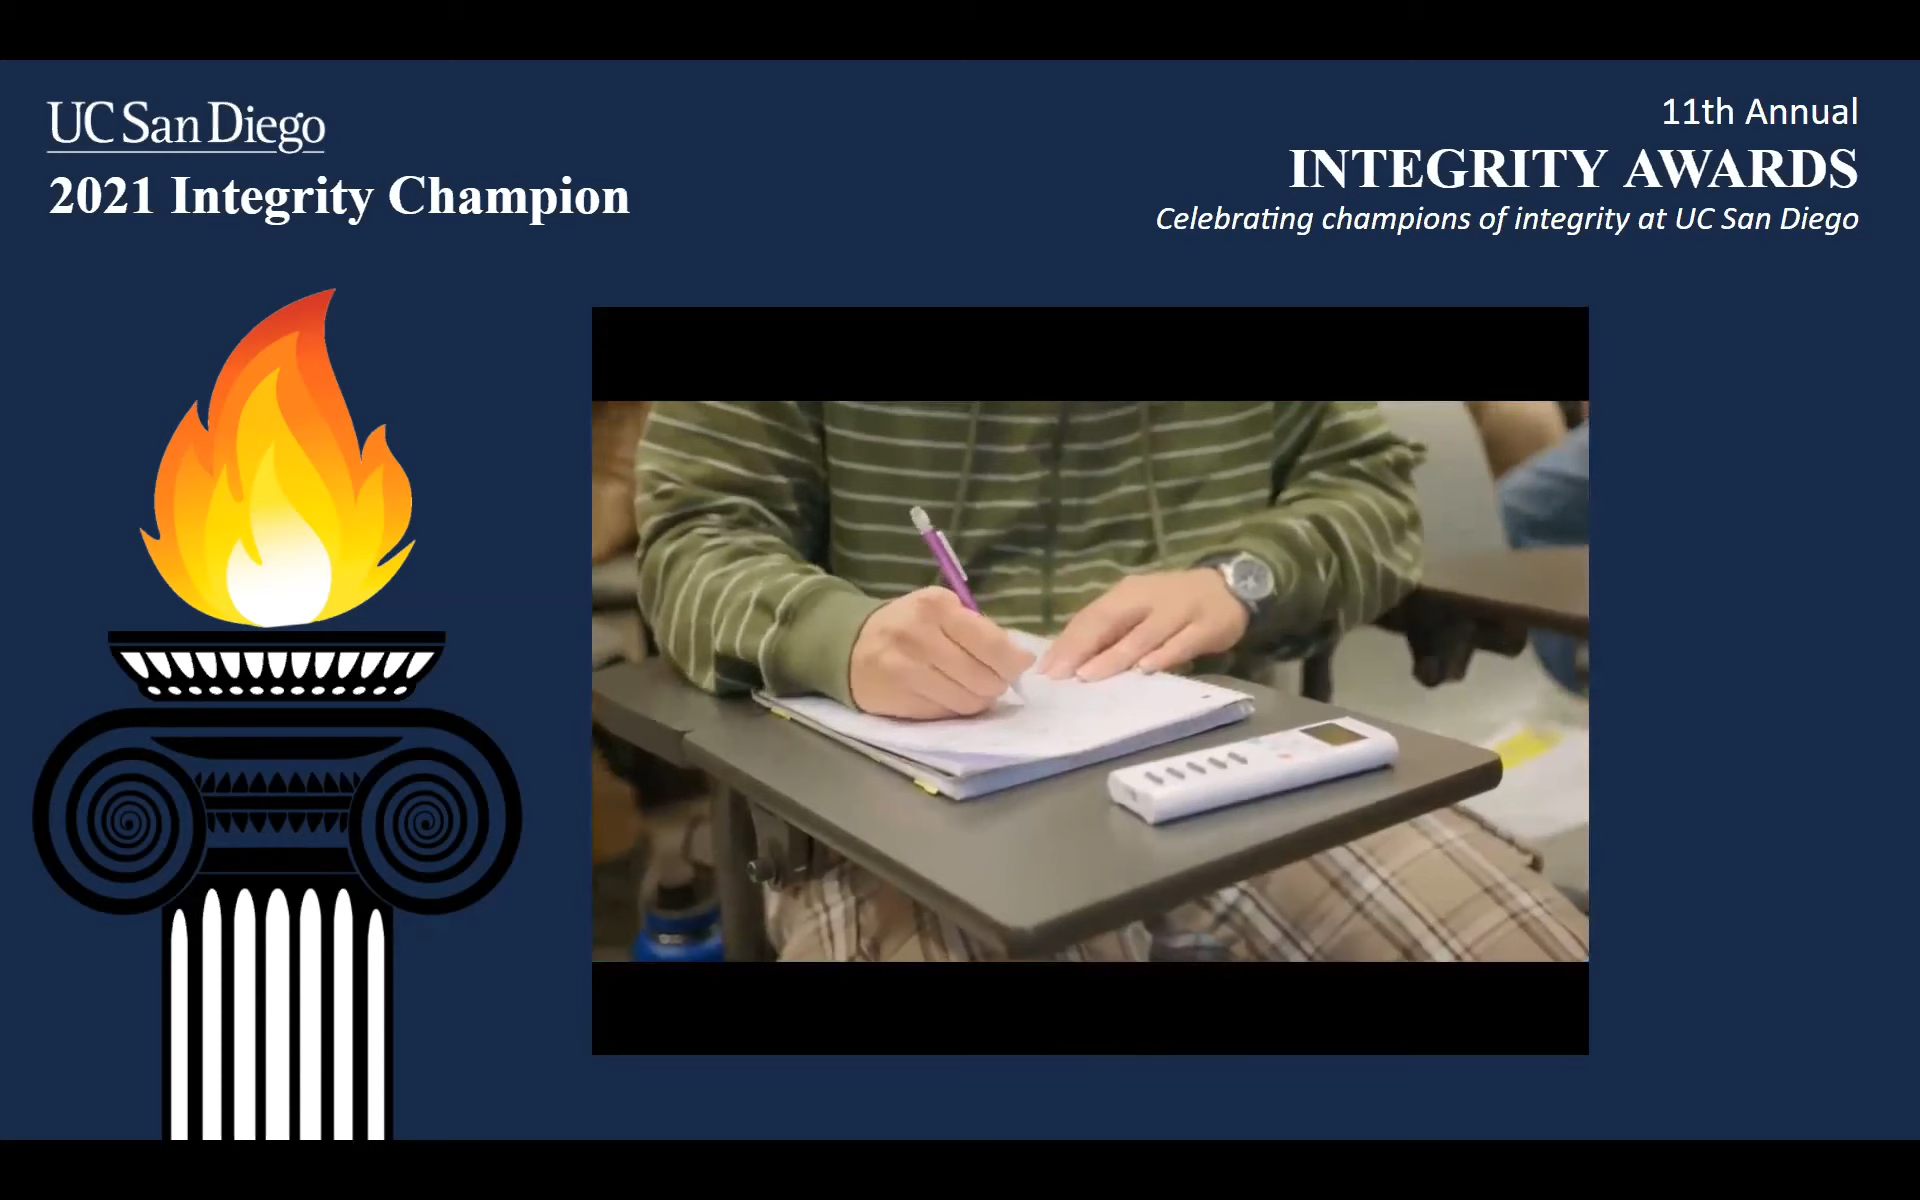 UC San Diego
2021 Integrity Champion
11th Annual
INTEGRITY AWARDS
Celebrating champions of integrity at UC San Diego